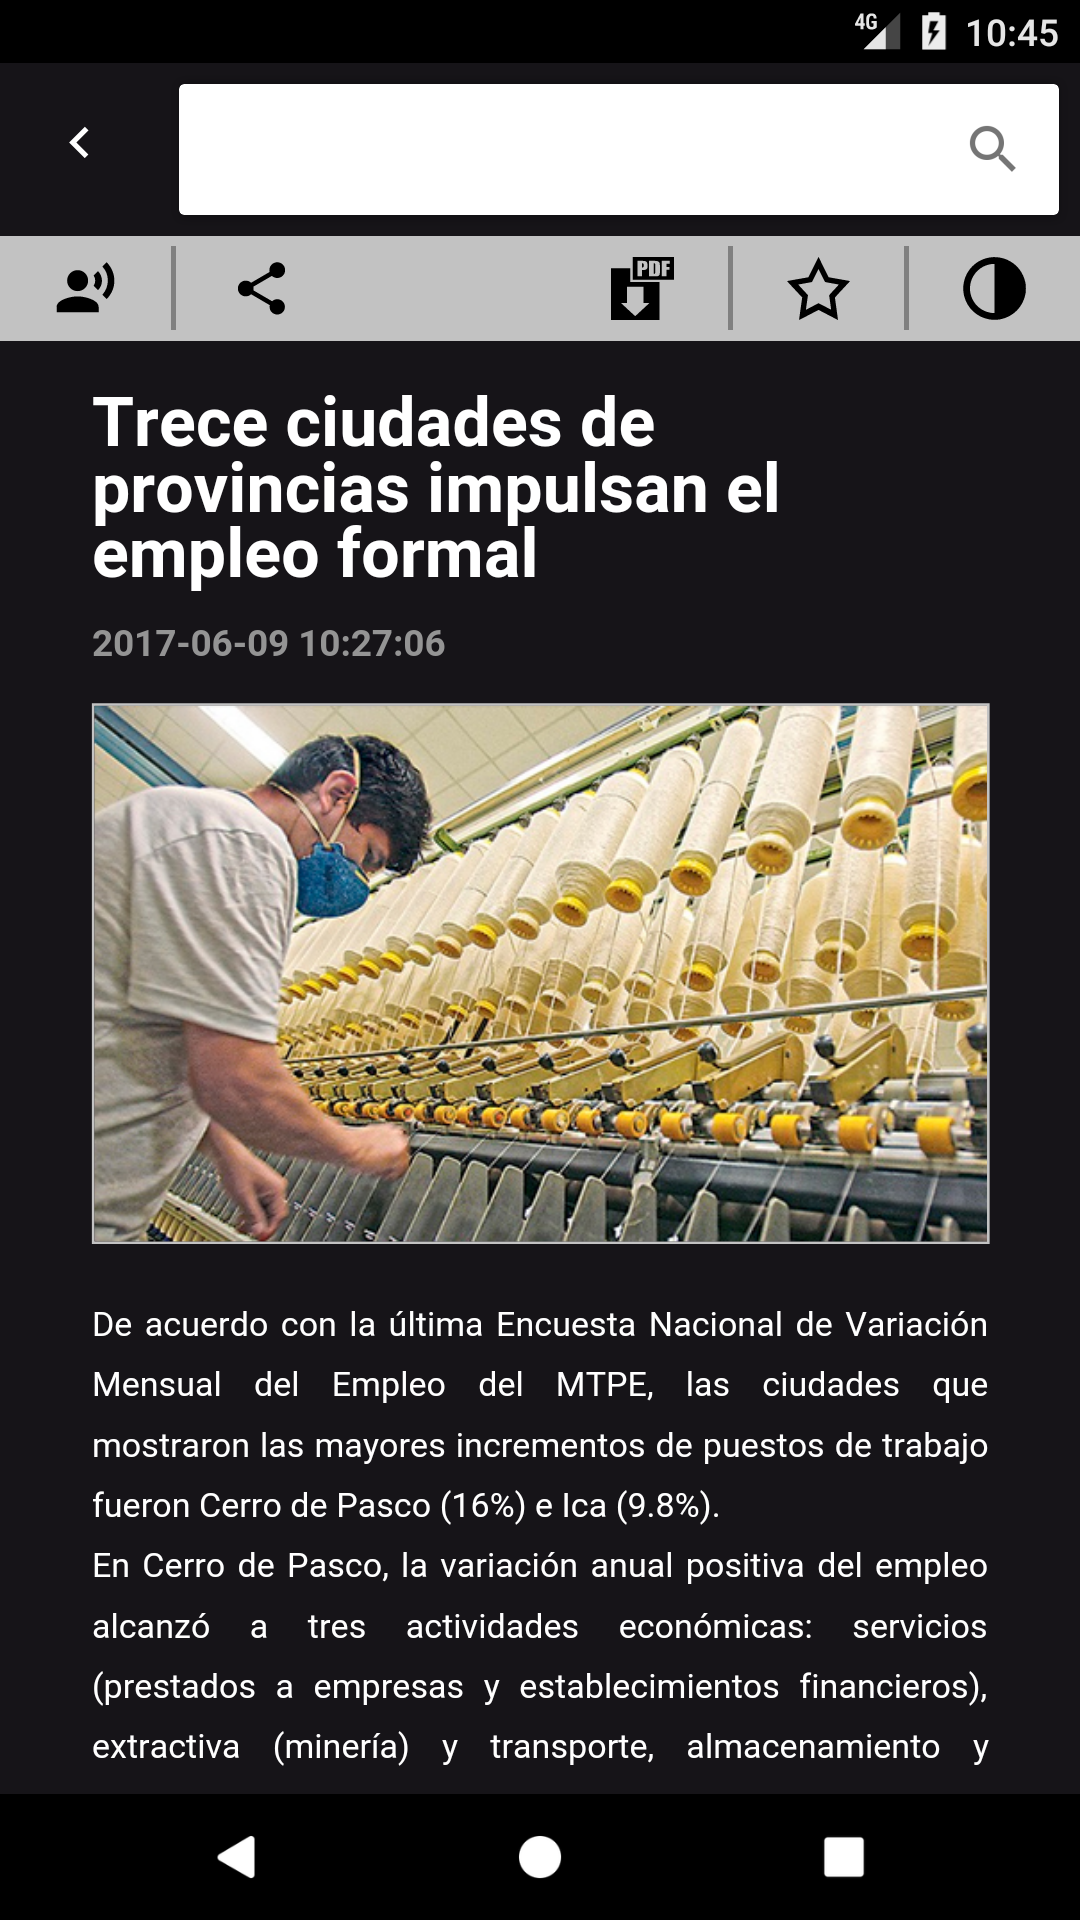 4G 10:45
PDF
Trece ciudades de
provincias impulsan el
empleo formal
2017-06-09 10:27:06
De acuerdo con la última Encuesta Nacional de Variación
Mensual del Empleo del MTPE, las ciudades que
mostraron las mayores incrementos de puestos de trabajo
fueron Cerro de Pasco (16%) e Ica (9.8%).
En Cerro de Pasco, la variación anual positiva del empleo
alcanzó a tres actividades económicas: servicios
(prestados a empresas y establecimientos financieros),
extractiva (minería) y transporte, almacenamiento y